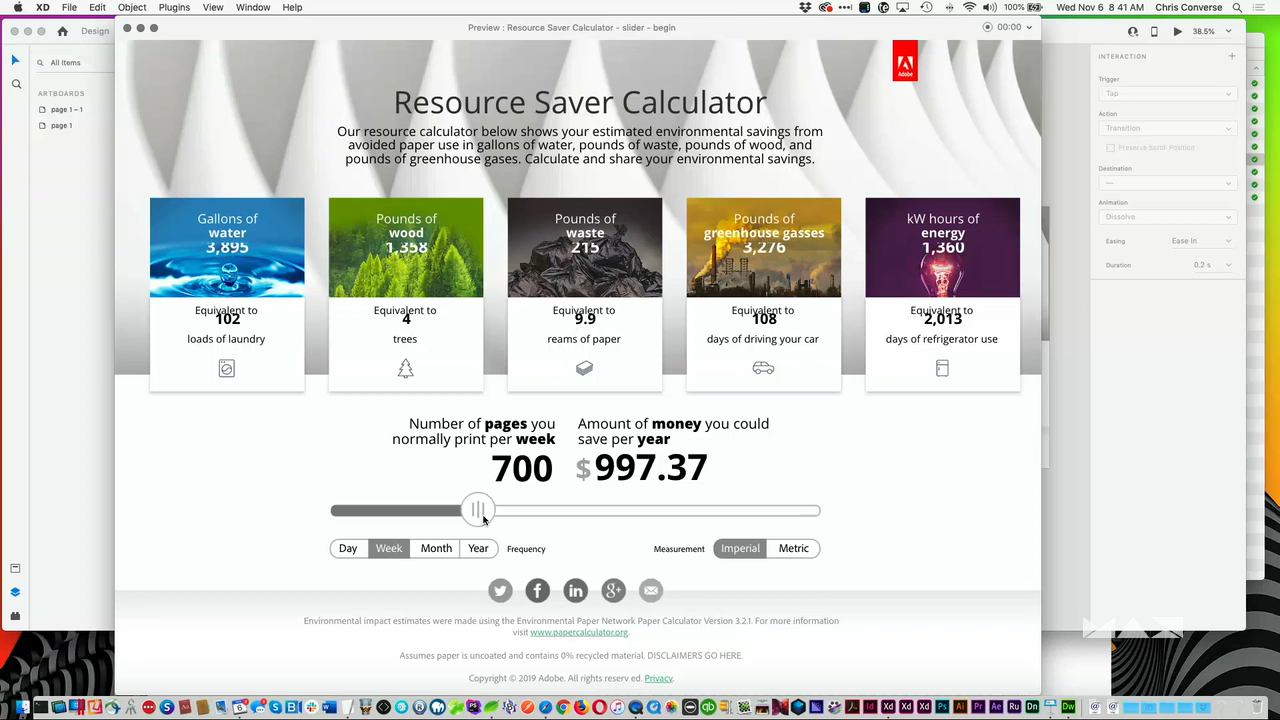 XD File Edit Object Plugins View Window Help
100% Wed Nov 6 8:41 AM Chris Converse
Design
Preview : Resource Saver Calculator - slider - begin
00:00
38.5%
All Items
ARTBOARDS
page 1 – 1
page 1
Adobe
Resource Saver Calculator
Our resource calculator below shows your estimated environmental savings from
avoided paper use in gallons of water, pounds of waste, pounds of wood, and
pounds of greenhouse gases. Calculate and share your environmental savings.
Gallons of
water
3,895
Equivalent to
102
loads of laundry
Pounds of
wood
1,358
Equivalent to
4
trees
Pounds of
waste
215
Equivalent to
9.9
reams of paper
Pounds of
greenhouse gasses
3,276
Equivalent to
108
days of driving your car
kW hours of
energy
1,360
Equivalent to
2,013
days of refrigerator use
Number of pages you
normally print per week
700
Amount of money you could
save per year
$997.37
Day Week Month Year Frequency
Measurement Imperial Metric
Environmental impact estimates were made using the Environmental Paper Network Paper Calculator Version 3.2.1. For more information
visit www.papercalculator.org.
Assumes paper is uncoated and contains 0% recycled material. DISCLAIMERS GO HERE.
Copyright © 2019 Adobe. All rights reserv ed. Privacy.
INTERACTION
Trigger
Tap
Action
Transition
Preserve Scroll Position
Destination
Animation
Dissolve
Easing Ease In
Duration 0.2 s
MAX